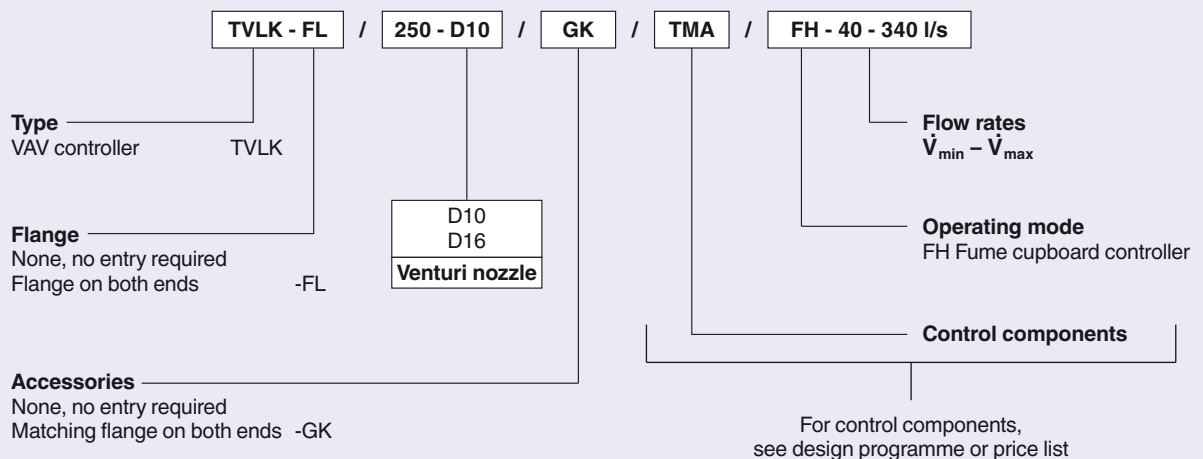 TVLK - FL / 250 - D10 / GK / TMA / FH - 40 - 340 l/s
Type
VAV controller TVLK
Flange
None, no entry required
Flange on both ends -FL
Accessories
None, no entry required
Matching flange on both ends -GK
D10
D16
Venturi nozzle
Flow rates
V̇min – V̇max
Operating mode
FH Fume cupboard controller
Control components
For control components,
see design programme or price list